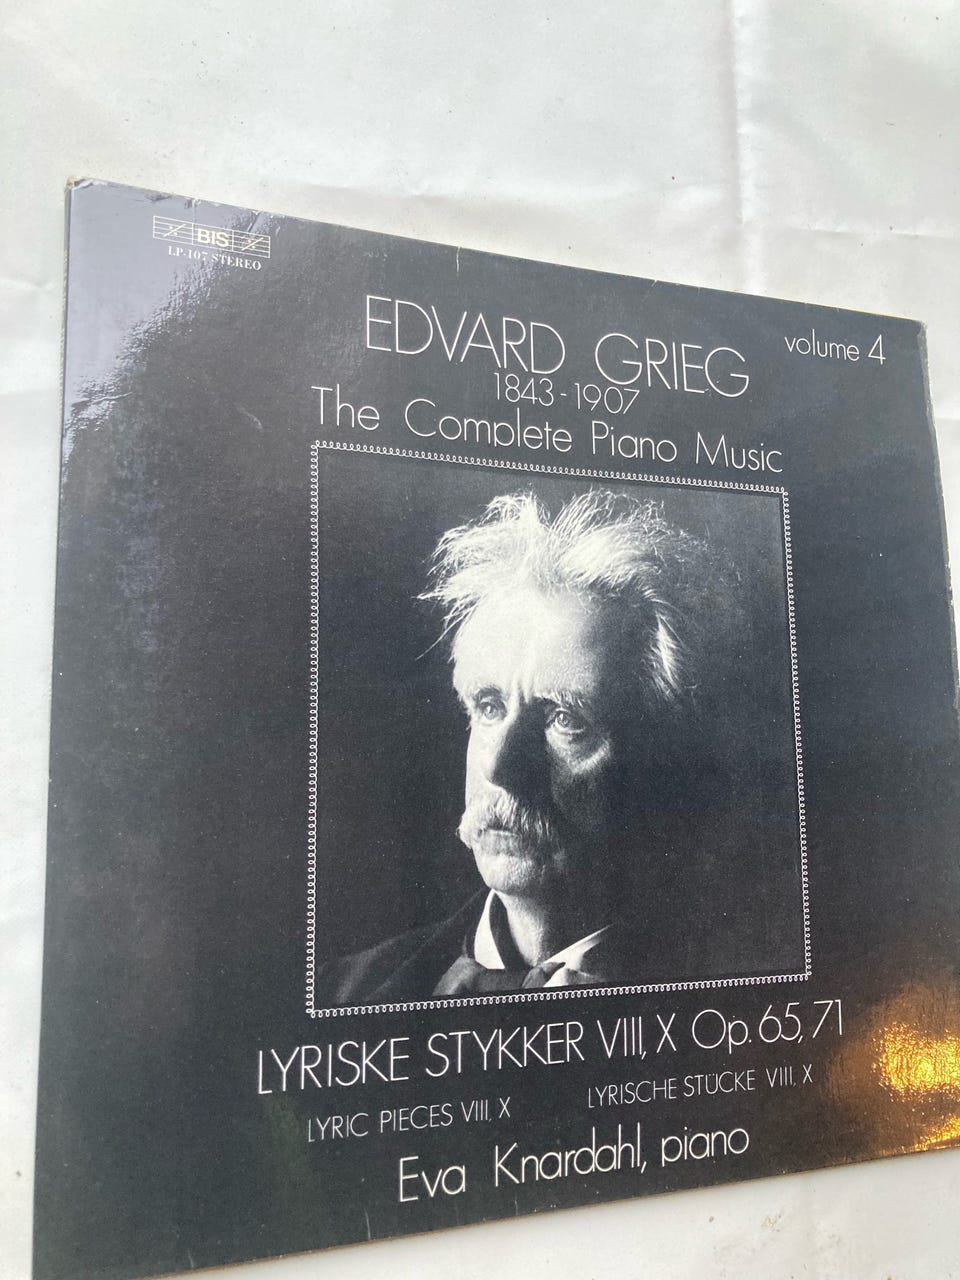 BIS
LP-107 STEREO
EDVARD GRIEG
volume 4
1843-1907
The Complete Piano Music
LYRISKE STYKKER VIII, X Op. 65, 71
LYRIC PIECES VIII, X
LYRISCHE STÜCKE VIII, X
Eva Knardahl, piano